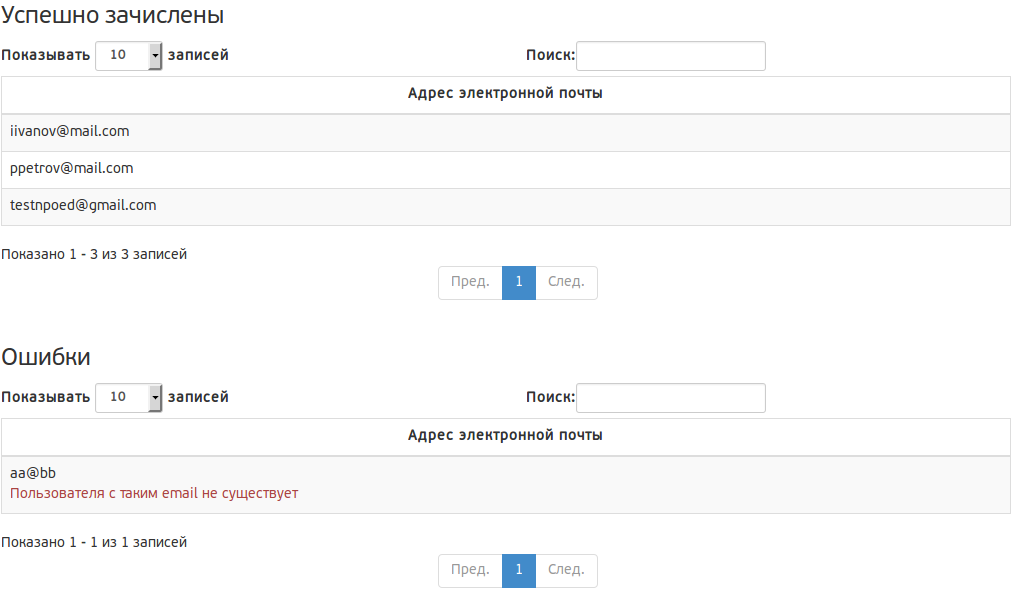 Успешно зачислены
Показывать 10 записей Поиск:
Адрес электронной почты
iivanov@mail.com
ppetrov@mail.com
testnpoed@gmail.com
Показано 1 - 3 из 3 записей
Пред. 1 След.
Ошибки
Показывать 10 записей Поиск:
Адрес электронной почты
aa@bb
Пользователя с таким email не существует
Показано 1 - 1 из 1 записей
Пред. 1 След.